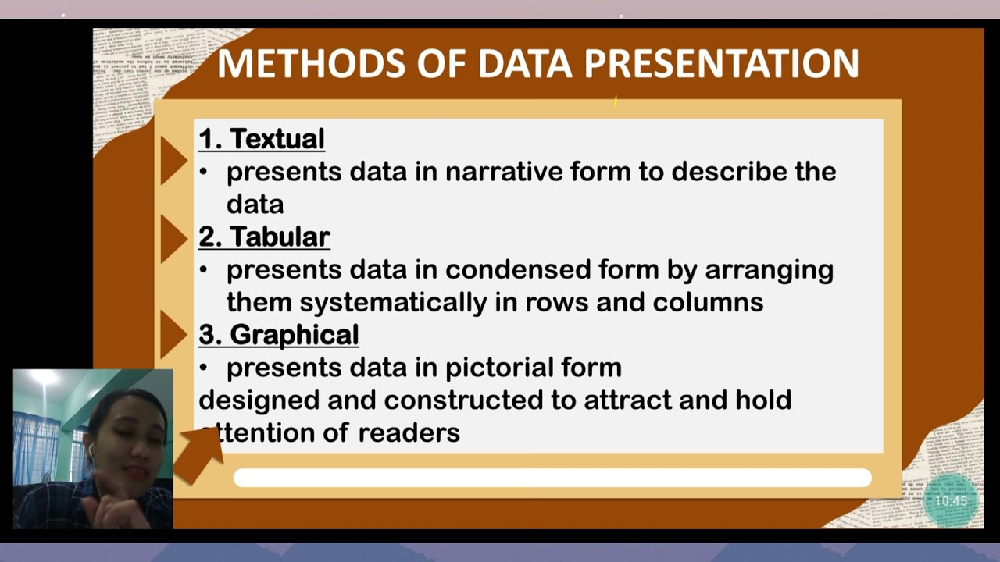 METHODS OF DATA PRESENTATION
1. Textual
• presents data in narrative form to describe the
data
2. Tabular
• presents data in condensed form by arranging
them systematically in rows and columns
3. Graphical
• presents data in pictorial form
designed and constructed to attract and hold
attention of readers
10:45